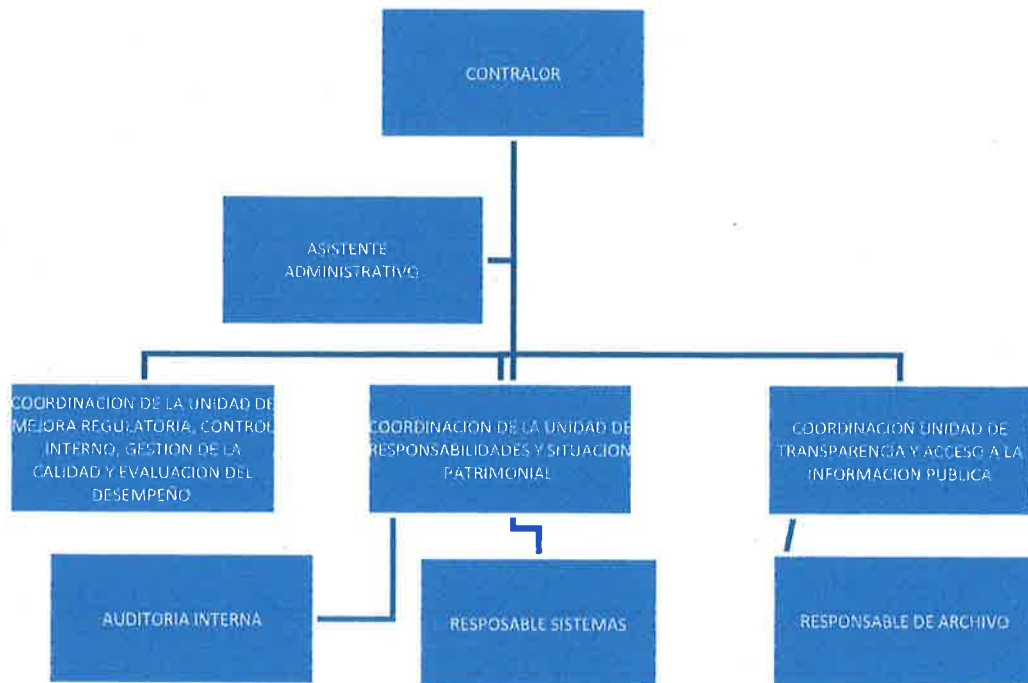 CONTRALOR
ASISTENTE
ADMINISTRATIVO
COORDINACION DE LA UNIDAD DE
MEJORA REGULATORIA, CONTROL
INTERNO, GESTION DE LA
CALIDAD Y EVALUACION DEL
DESEMPEÑO
COORDINACION DE LA UNIDAD DE
RESPONSABILIDADES Y SITUACION
PATRIMONIAL
COORDINACION UNIDAD DE
TRANSPARENCIA Y ACCESO A LA
INFORMACION PUBLICA
AUDITORIA INTERNA
RESPOSABLE SISTEMAS
RESPONSABLE DE ARCHIVO